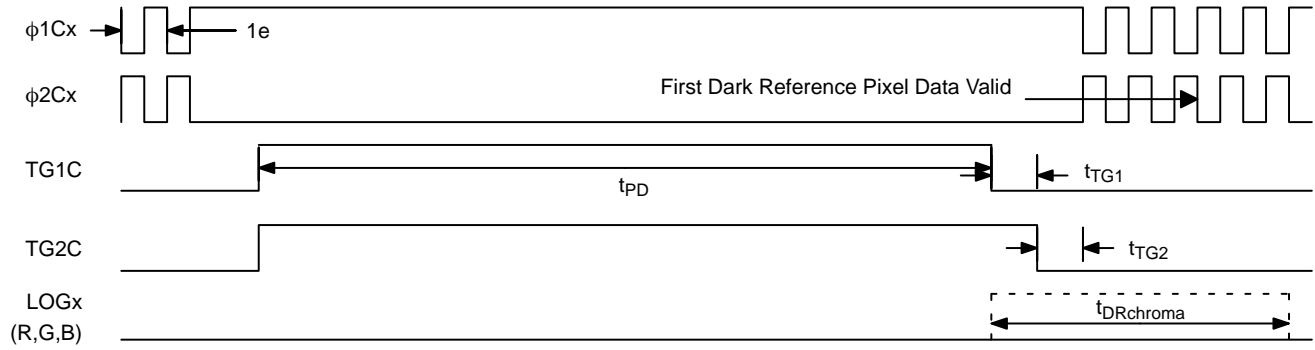 ϕ1Cx
1e
ϕ2Cx
First Dark Reference Pixel Data Valid
TG1C
tPD
tTG1
TG2C
tTG2
LOGx
(R,G,B)
tDRchroma